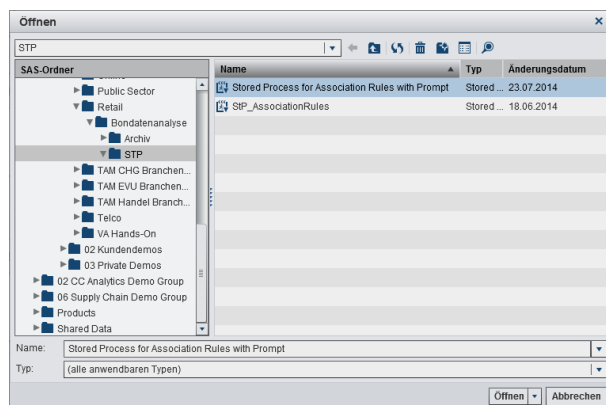 Öffnen
STP
SAS-Ordner
Name Typ Änderungsdatum
Public Sector
Stored Process for Association Rules with Prompt Stored ... 23.07.2014
Retail
StP_AssociationRules Stored ... 18.06.2014
Bondatenanalyse
Archiv
STP
TAM CHG Branchen...
TAM EVU Branchen...
TAM Handel Branch...
Telco
VA Hands-On
02 Kundendemos
03 Private Demos
02 CC Analytics Demo Group
06 Supply Chain Demo Group
Products
Shared Data
Name: Stored Process for Association Rules with Prompt
Typ: (alle anwendbaren Typen)
Öffnen Abbrechen